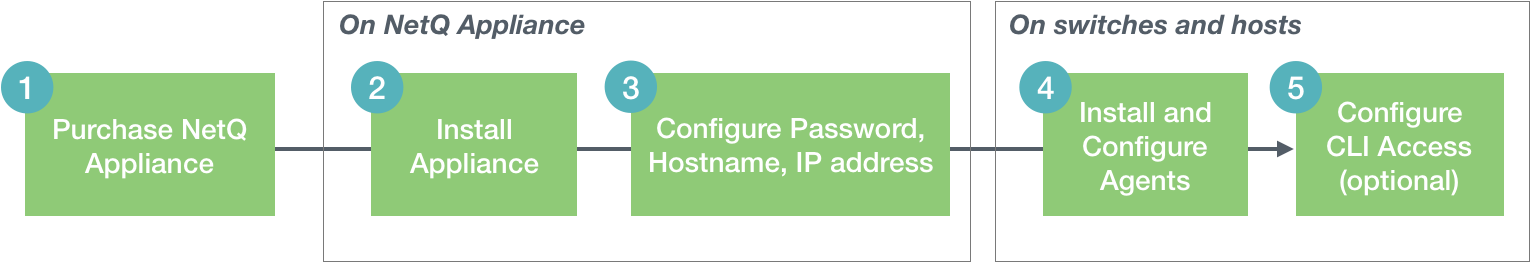 On NetQ Appliance
On switches and hosts
1
Purchase NetQ
Appliance
2
Install
Appliance
3
Configure Password,
Hostname, IP address
4
Install and
Configure
Agents
5
Configure
CLI Access
(optional)